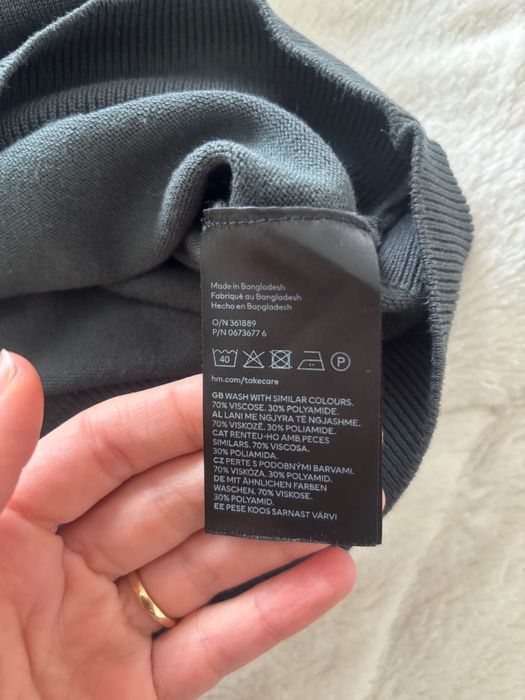 Made in Bangladesh
Fabriqué au Bangladesh
Hecho en Bangladesh
O/N 361889
P/N 0673677 6
40
P
hm.com/takecare
GB WASH WITH SIMILAR COLOURS.
70% VISCOSE. 30% POLYAMIDE.
AL LANI ME NGJYRA TË NGJASHME.
70% VISKOZË. 30% POLIAMIDE.
CAT RENTEU-HO AMB PECES
SIMILARS. 70% VISCOSA.
30% POLIAMIDA.
CZ PERTE S PODOBNÝMI BARVAMI.
70% VISKÓZA. 30% POLYAMID.
DE MIT ÄHNLICHEN FARBEN
WASCHEN. 70% VISKOSE.
30% POLYAMID.
EE PESE KOOS SARNAST VÄRVI